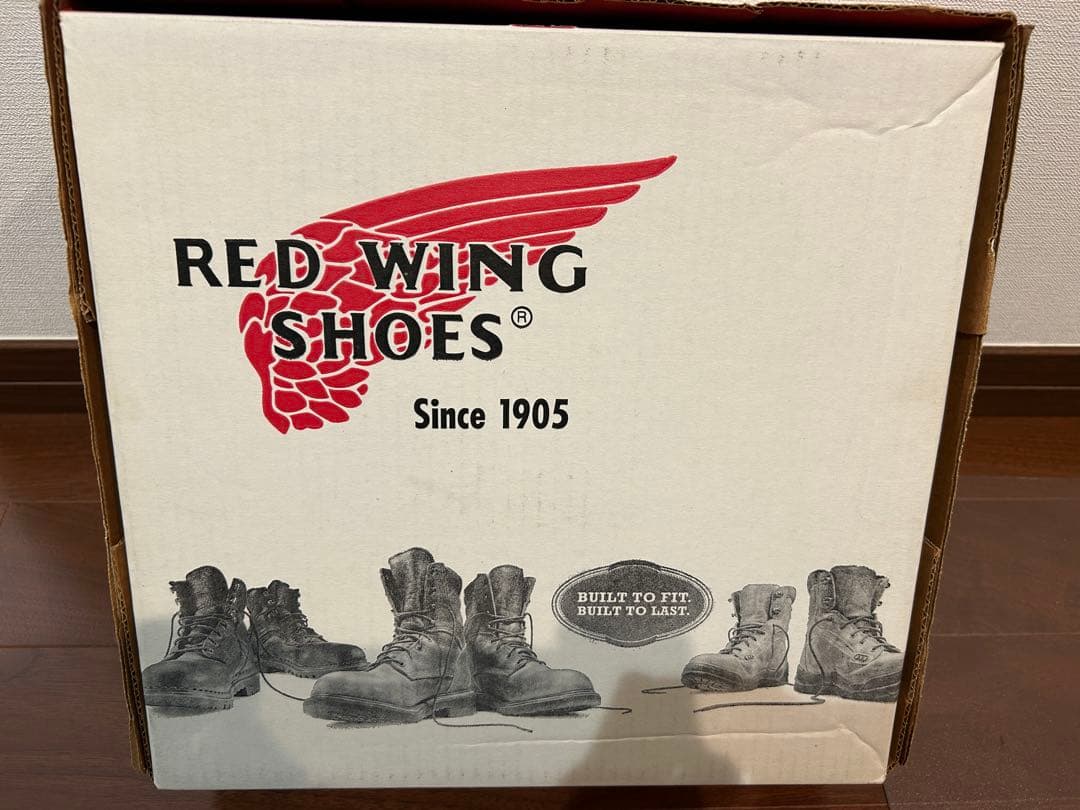 RED WING
SHOES®
Since 1905
BUILT TO FIT.
BUILT TO LAST.